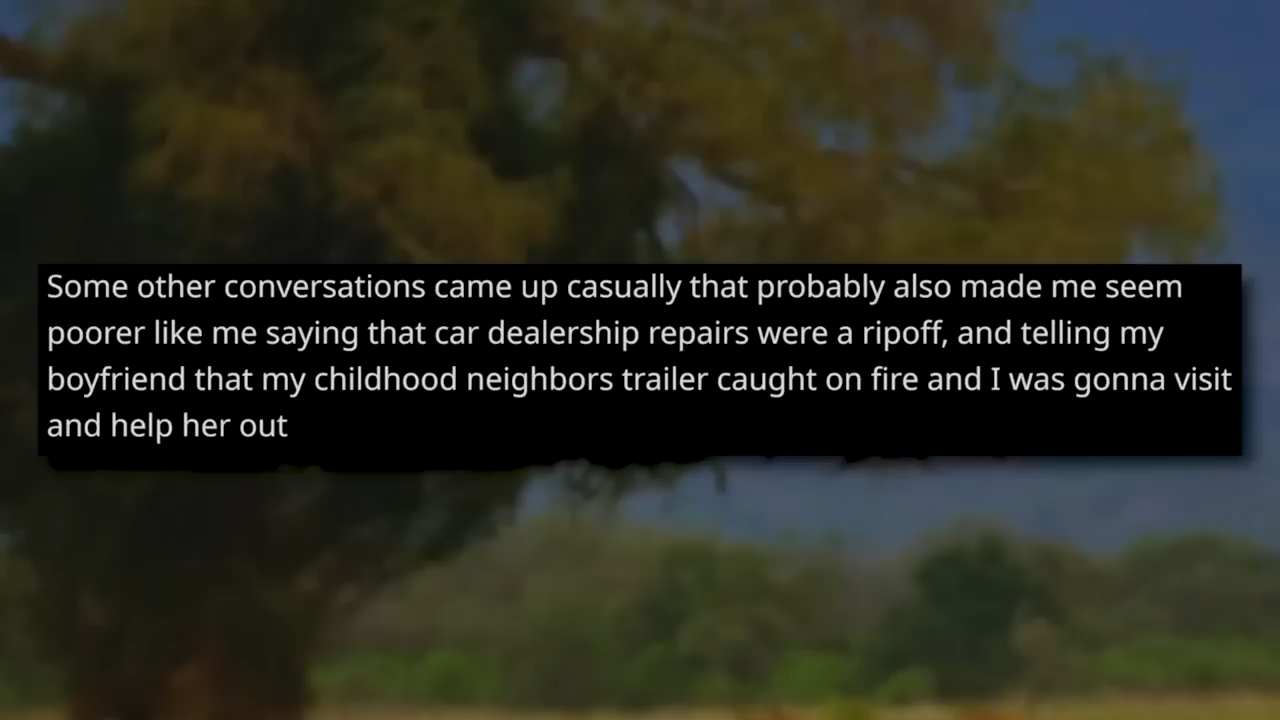 Some other conversations came up casually that probably also made me seem
poorer like me saying that car dealership repairs were a ripoff, and telling my
boyfriend that my childhood neighbors trailer caught on fire and I was gonna visit
and help her out